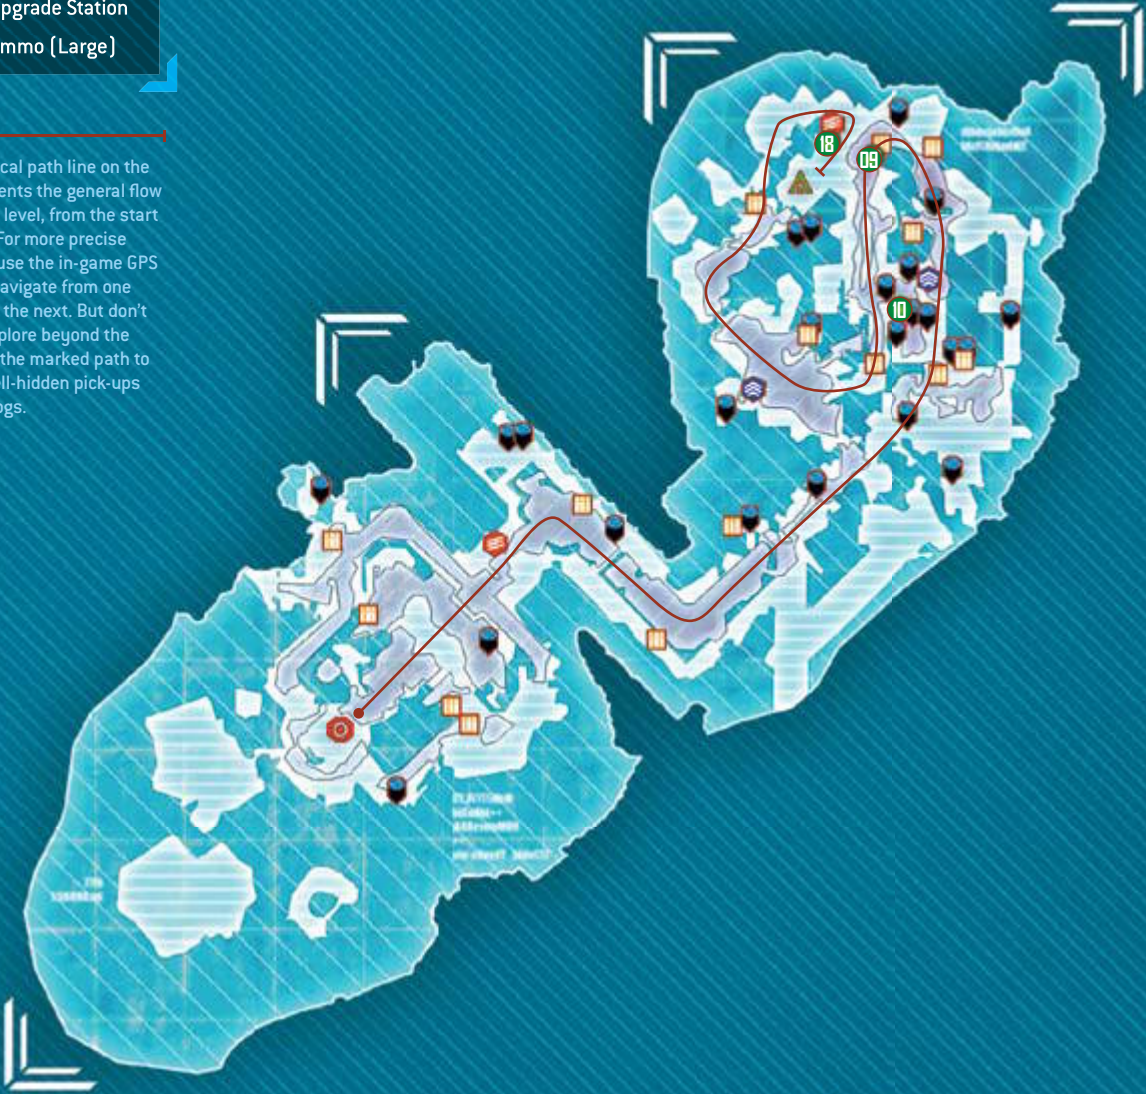 pgrade Station
mmo (Large)
cal path line on the
ents the general flow
level, from the start
For more precise
use the in-game GPS
avigate from one
the next. But don't
plore beyond the
the marked path to
ll-hidden pick-ups
ogs.
18
09
10